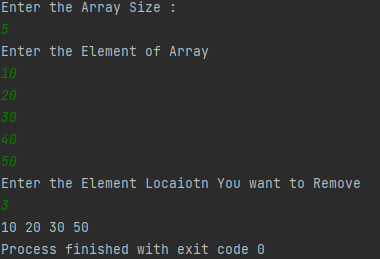 Enter the Array Size :
5
Enter the Element of Array
10
20
30
40
50
Enter the Element Locaiotn You want to Remove
3
10 20 30 50
Process finished with exit code 0